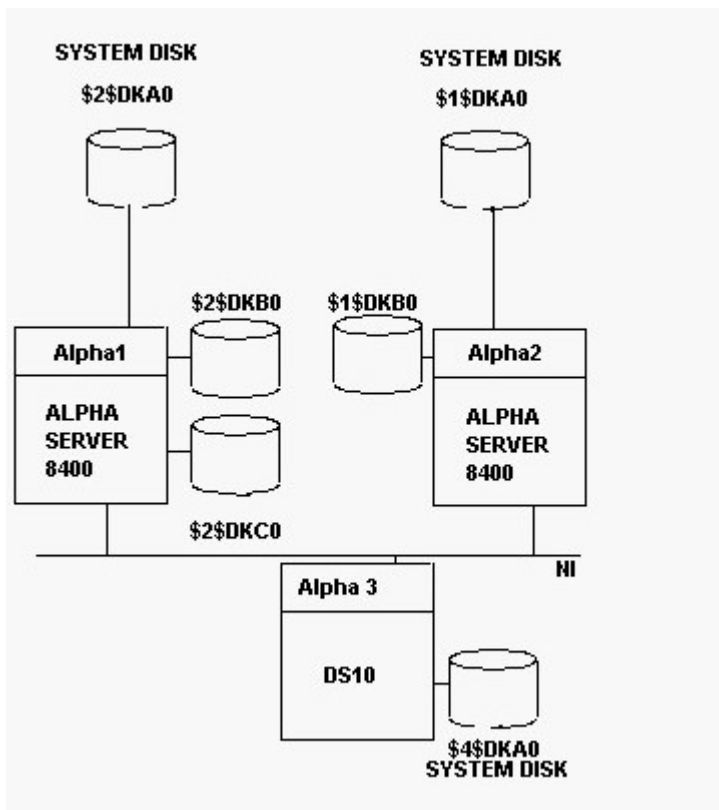 SYSTEM DISK
$2$DKA0
SYSTEM DISK
$1$DKA0
$2$DKB0
$1$DKB0
Alpha1
ALPHA
SERVER
8400
$2$DKC0
Alpha2
ALPHA
SERVER
8400
NI
Alpha 3
DS10
$4$DKA0
SYSTEM DISK